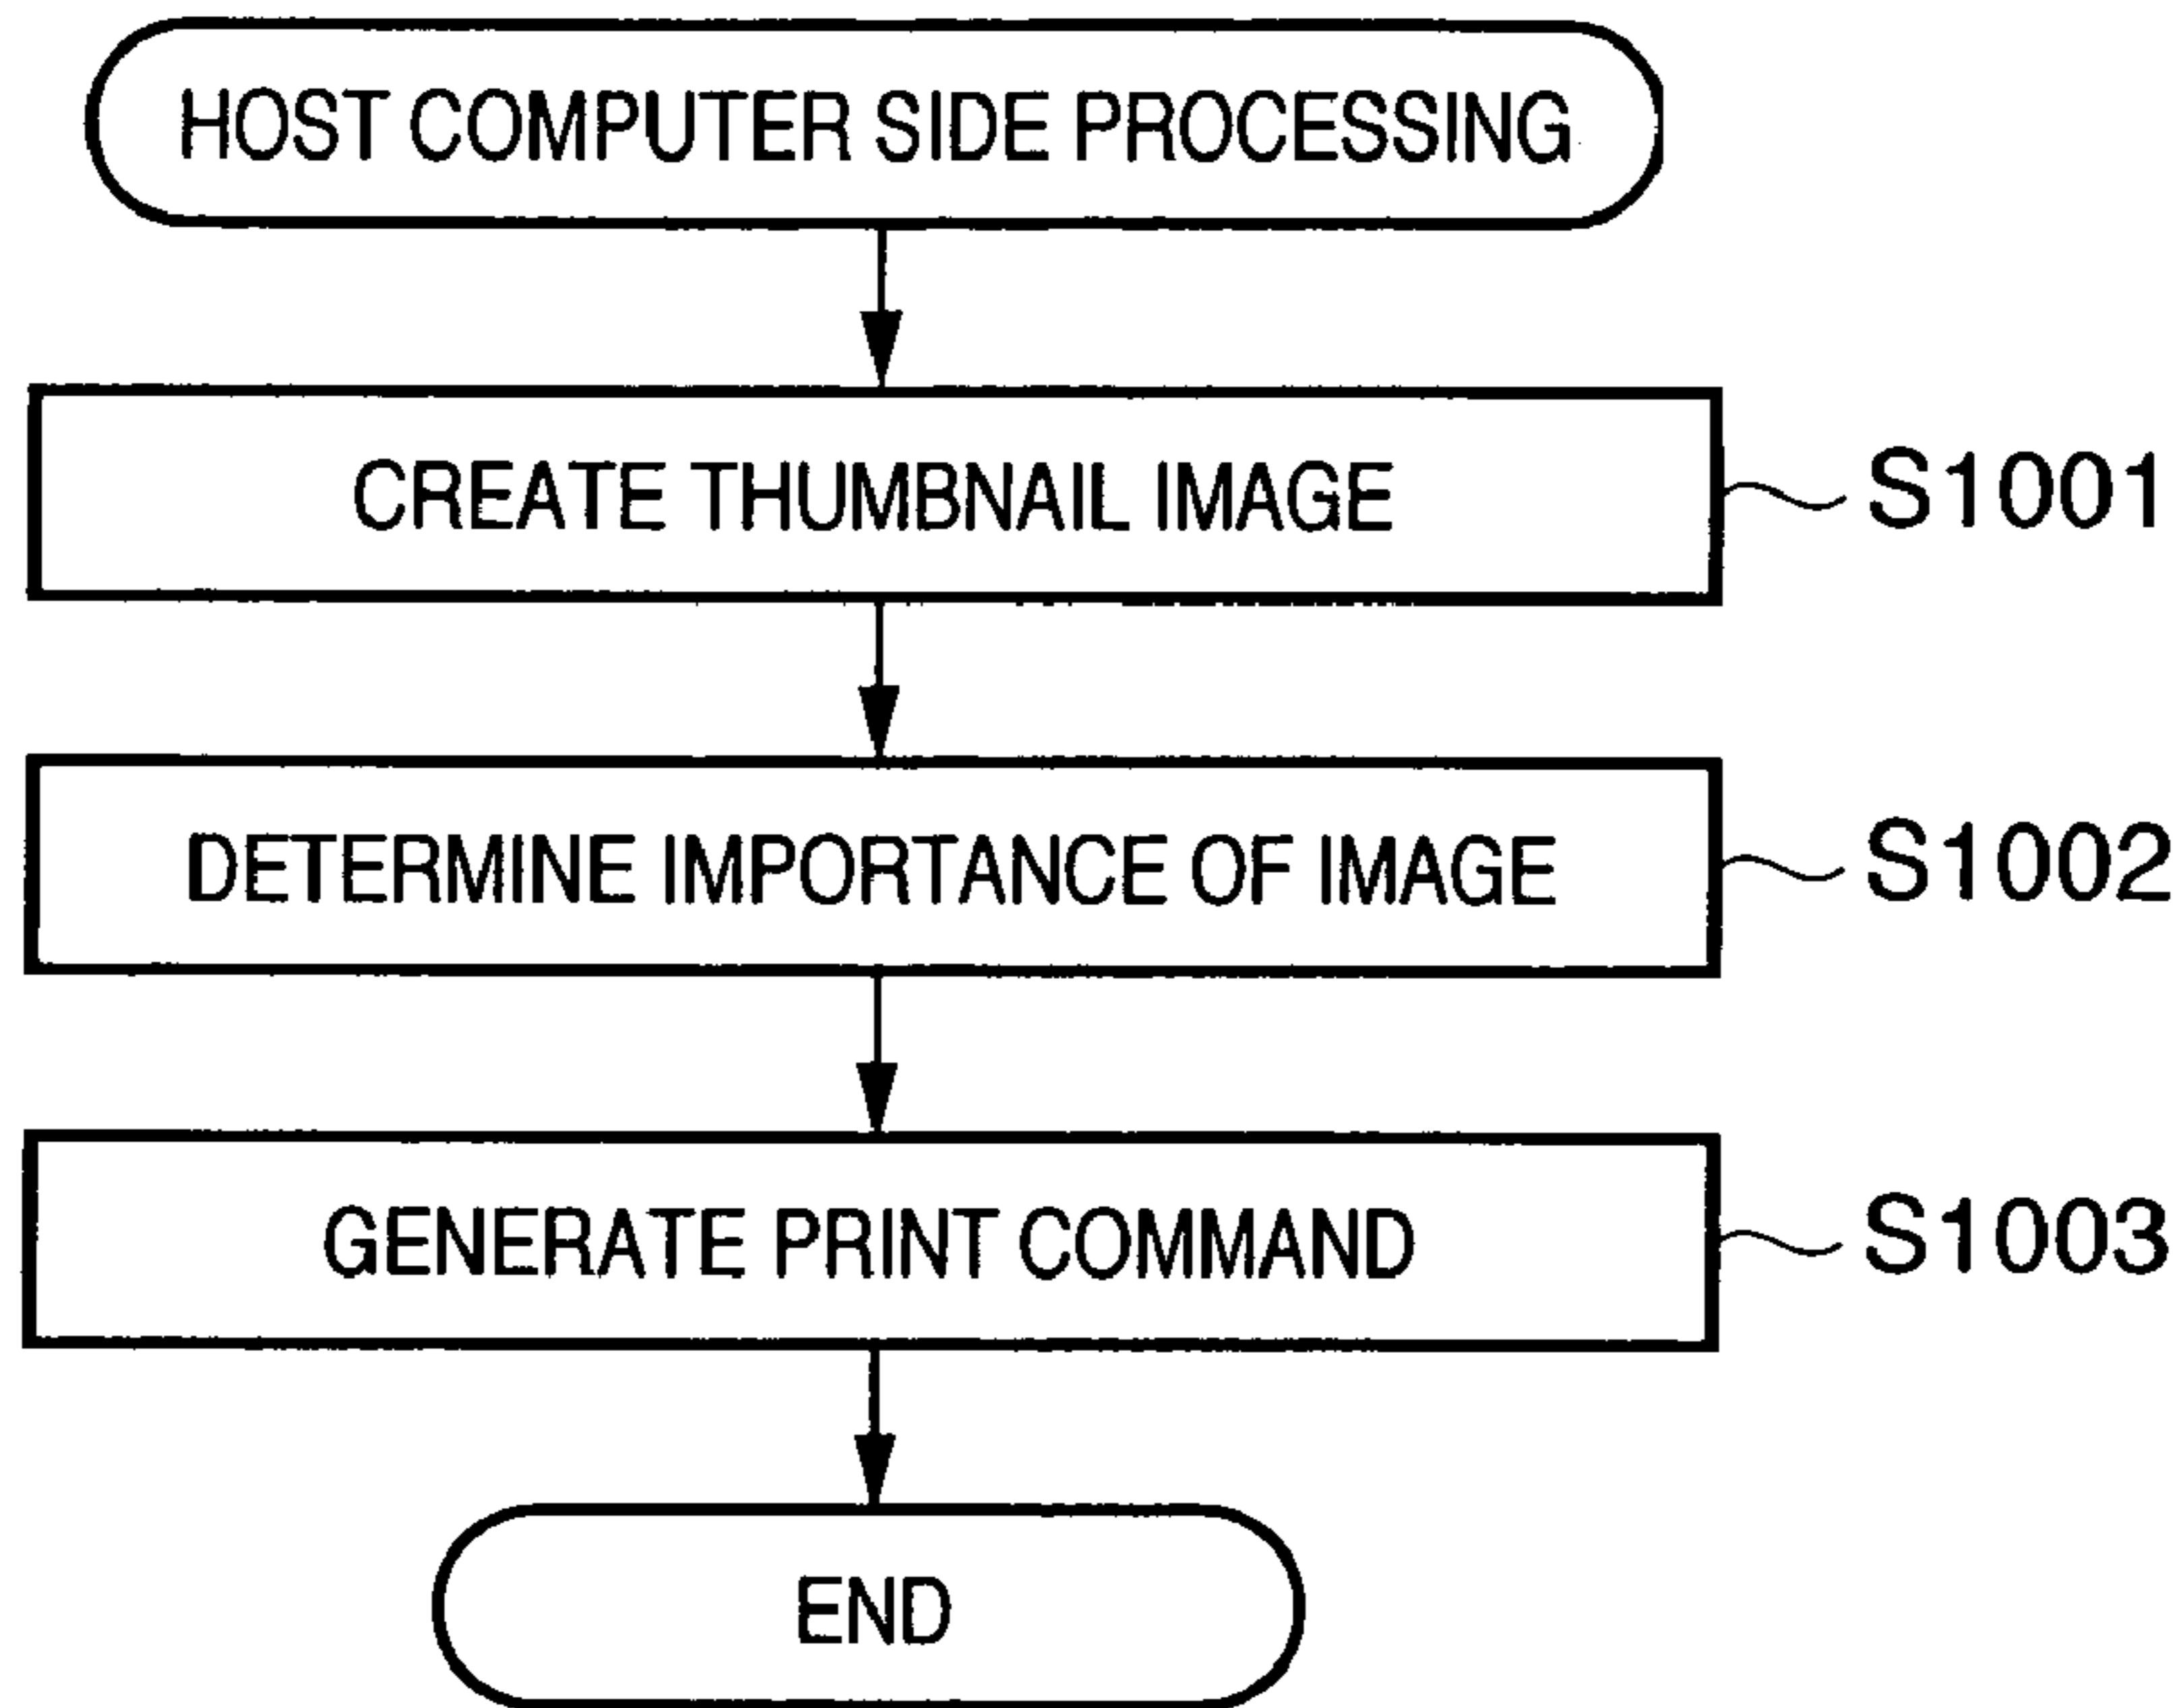 HOST COMPUTER SIDE PROCESSING
CREATE THUMBNAIL IMAGE
S1001
DETERMINE IMPORTANCE OF IMAGE
S1002
GENERATE PRINT COMMAND
S1003
END